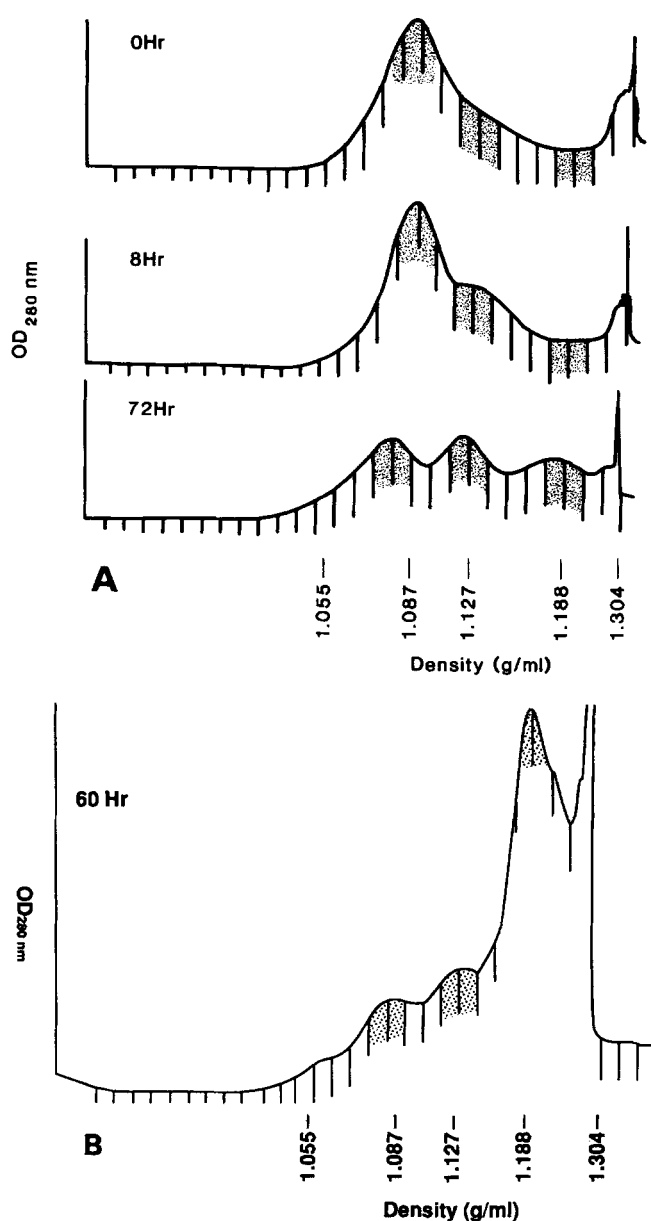 0Hr
8Hr
OD280 nm
72Hr
A
1.055
1.087
1.127
1.188
1.304
Density (g/ml)
60 Hr
OD280 nm
B
1.055
1.087
1.127
1.188
1.304
Density (g/ml)